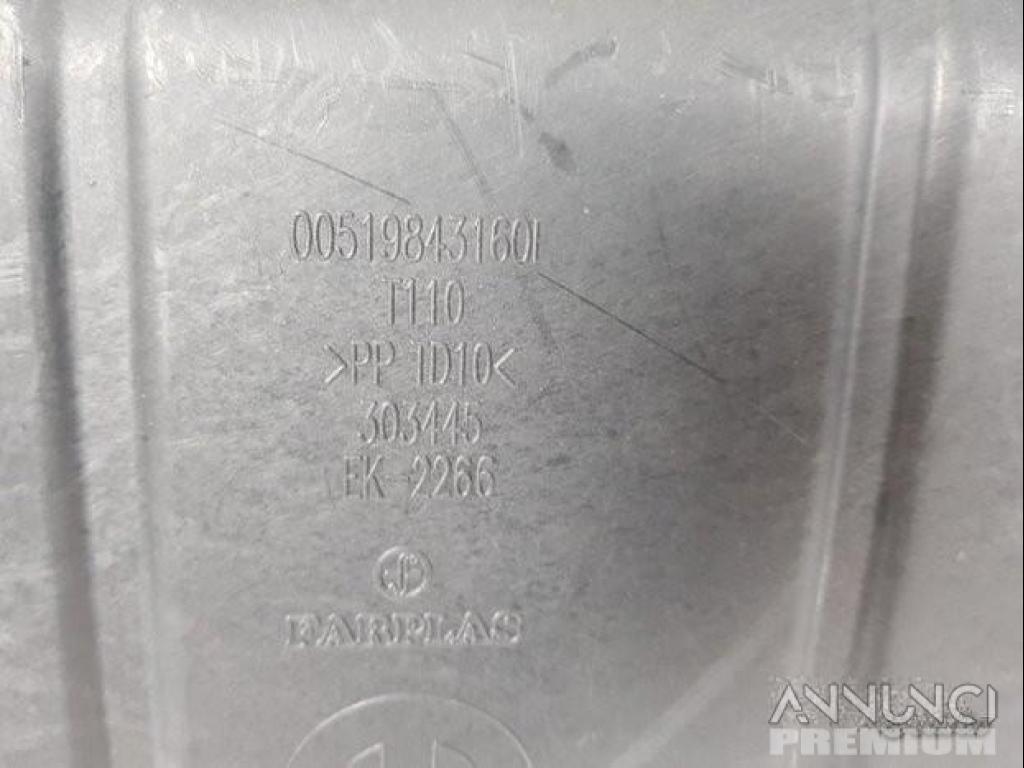 00519843160I
T110
>PP TD10<
303445
EK-2266
FARPLAS
ANNUNCI
PREMIUM